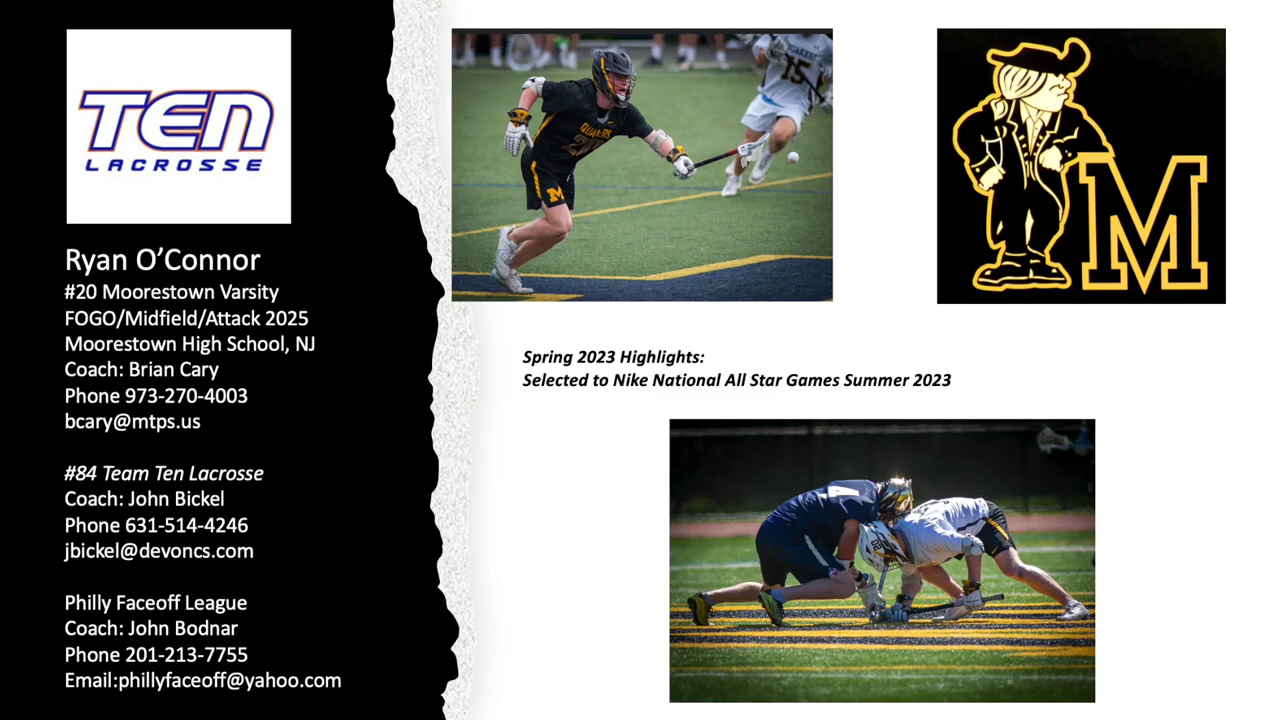 TEN
LACROSSE
Ryan O’Connor
#20 Moorestown Varsity
FOGO/Midfield/Attack 2025
Moorestown High School, NJ
Coach: Brian Cary
Phone 973-270-4003
bcary@mtps.us
#84 Team Ten Lacrosse
Coach: John Bickel
Phone 631-514-4246
jbickel@devoncs.com
Philly Faceoff League
Coach: John Bodnar
Phone 201-213-7755
Email:phillyfaceoff@yahoo.com
QUAKERS
20
M
QUAKERS
15
M
Spring 2023 Highlights:
Selected to Nike National All Star Games Summer 2023
4